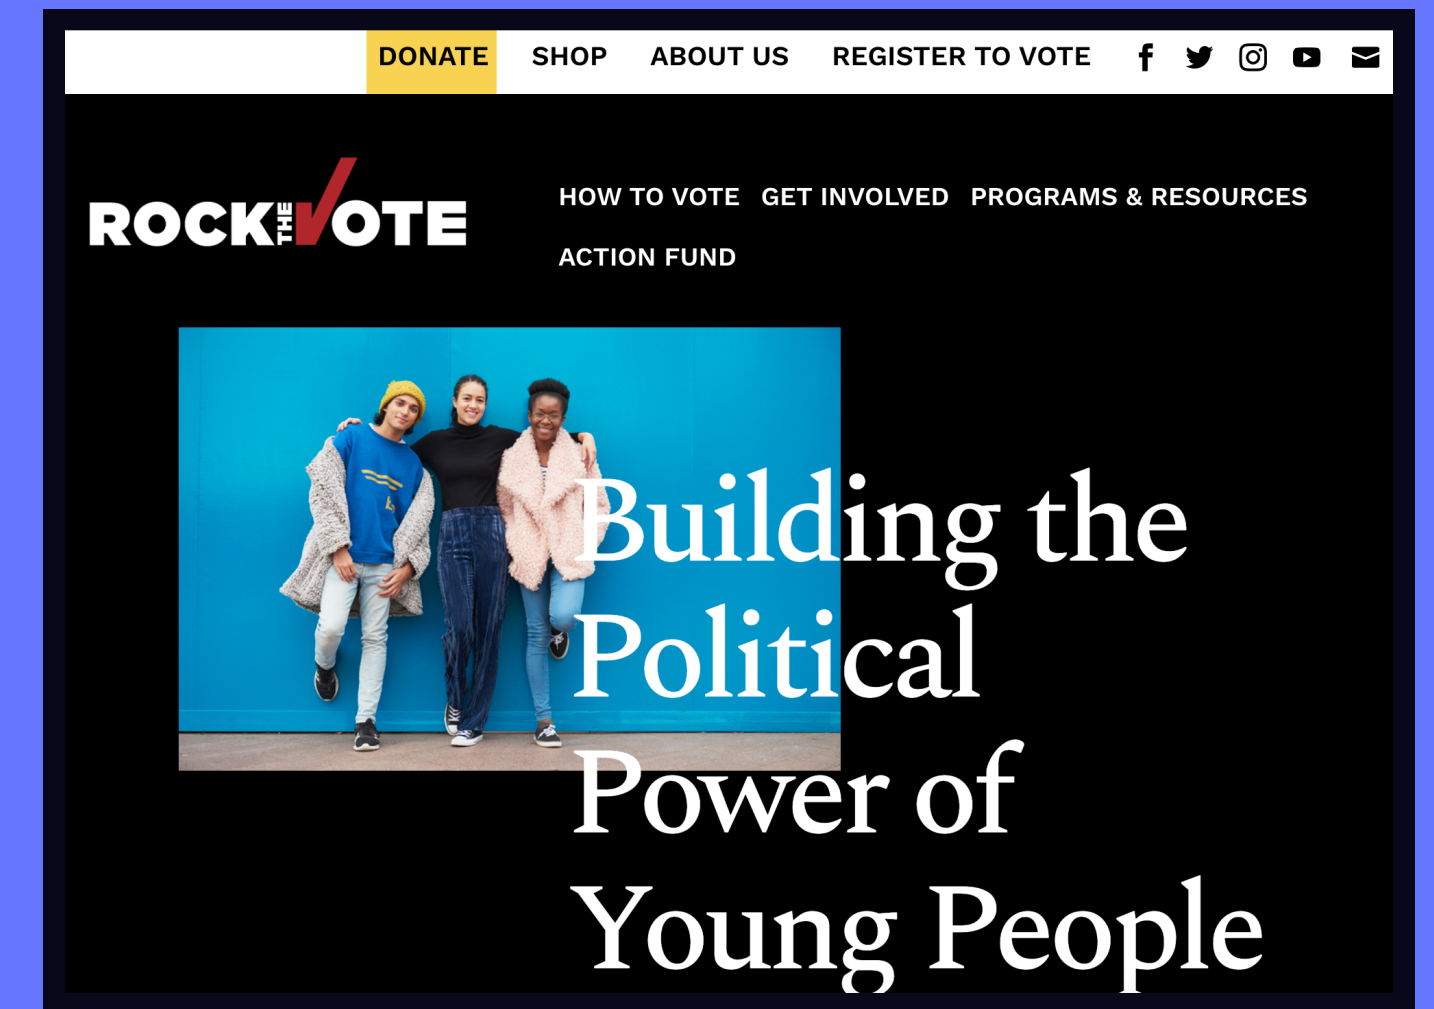 DONATE SHOP ABOUT US REGISTER TO VOTE
ROCK THE VOTE
HOW TO VOTE GET INVOLVED PROGRAMS & RESOURCES
ACTION FUND
Building the
Political
Power of
Young People